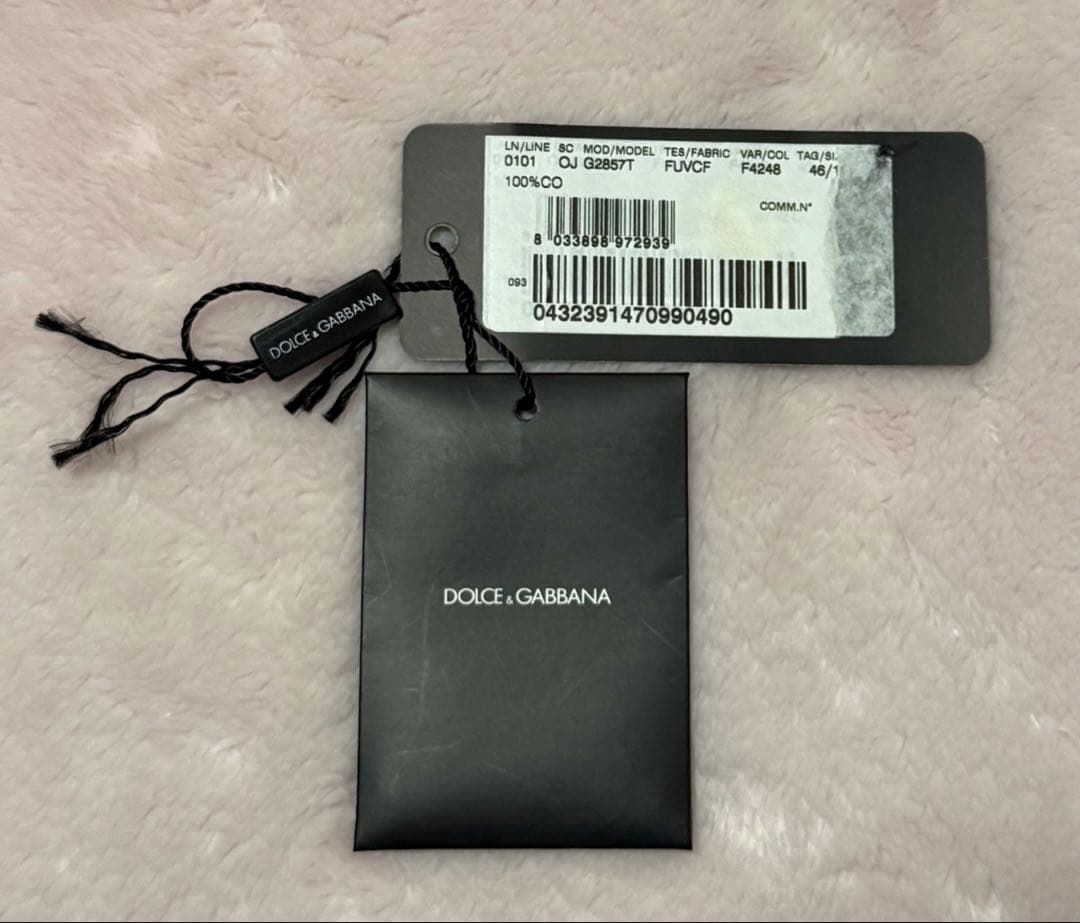 LN/LINE SC MOD/MODEL TES/FABRIC VAR/COL TAG/SI
0101 OJ G2857T FUVCF F4248 46/1
100%CO
COMM.N°
8 033898 972939
093
0432391470990490
DOLCE & GABBANA
DOLCE & GABBANA